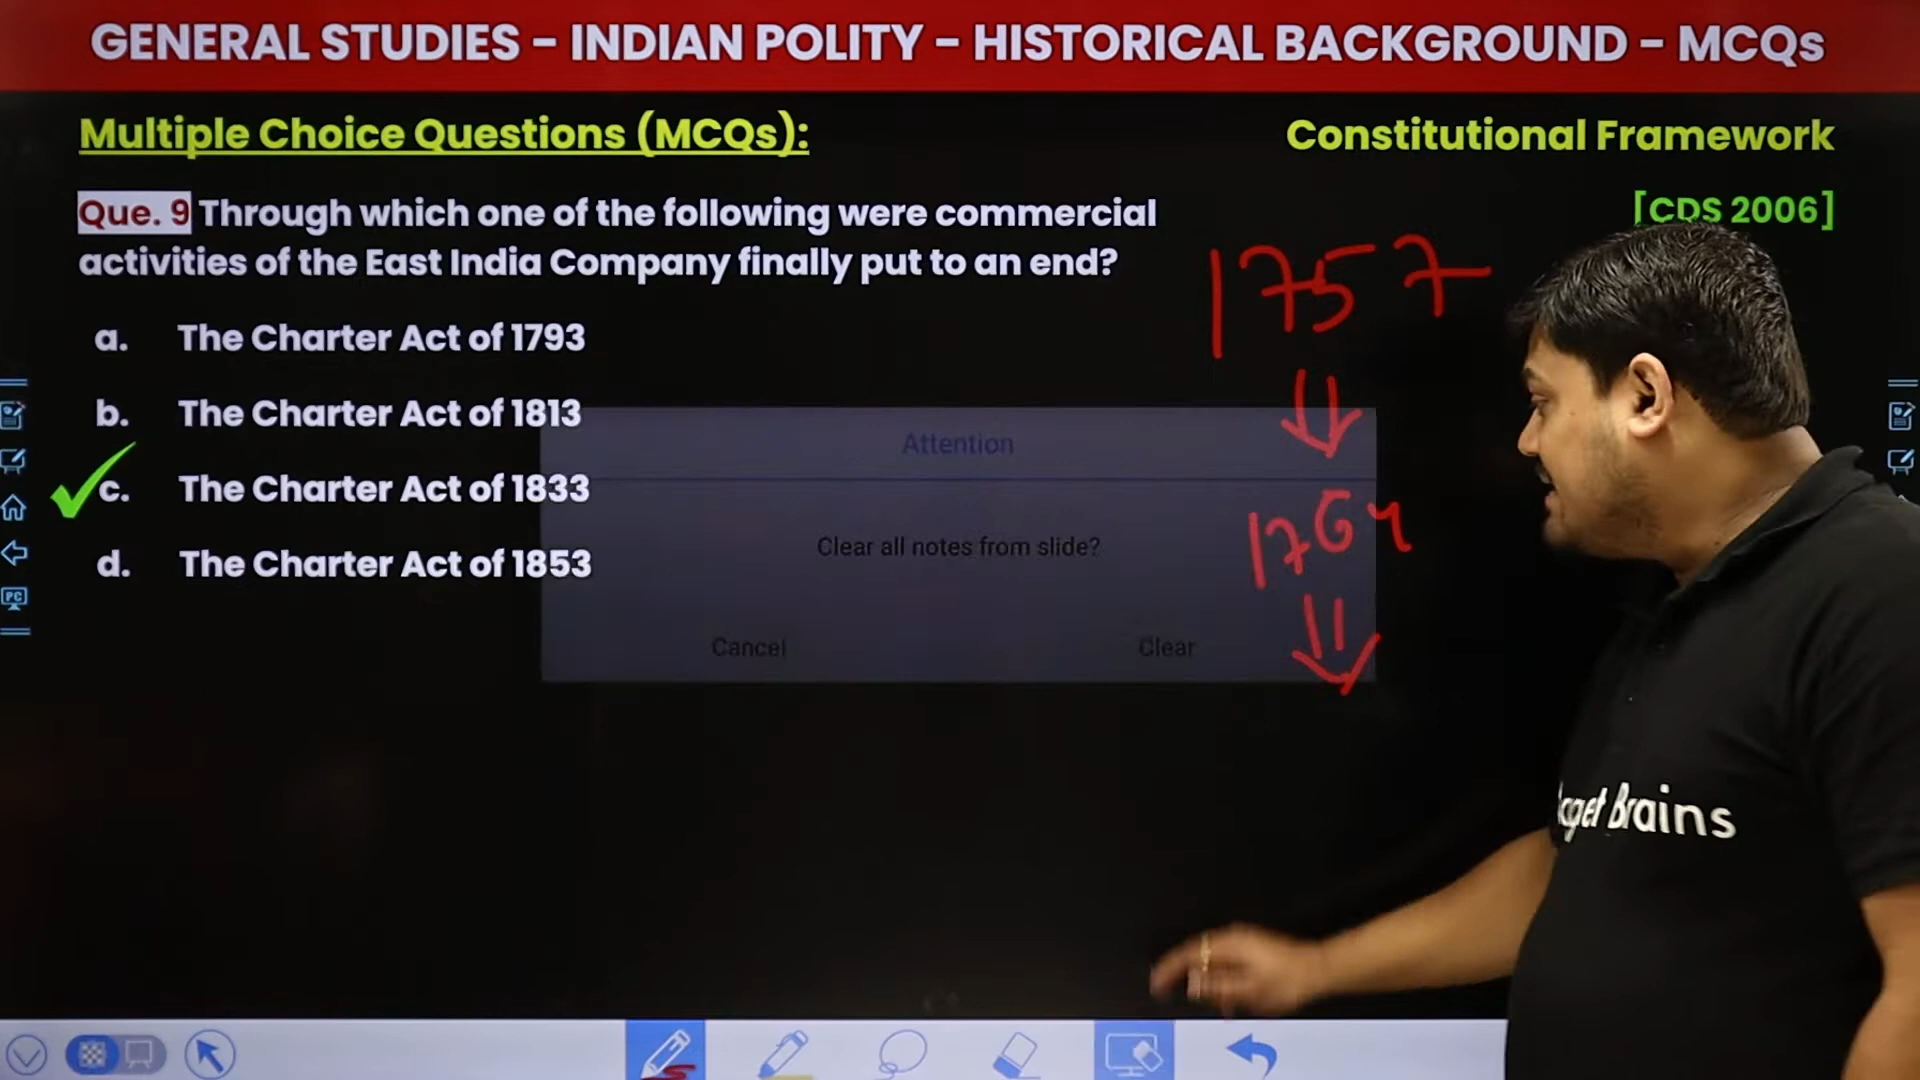 GENERAL STUDIES – INDIAN POLITY – HISTORICAL BACKGROUND – MCQs
Multiple Choice Questions (MCQs):
Constitutional Framework
Que. 9 Through which one of the following were commercial
activities of the East India Company finally put to an end?
[CDS 2006]
a. The Charter Act of 1793
b. The Charter Act of 1813
c. The Charter Act of 1833
d. The Charter Act of 1853
1757
1764
Attention
Clear all notes from slide?
Cancel
Clear
Brains
PC